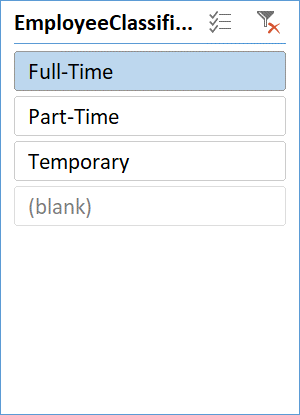 EmployeeClassifi...
Full-Time
Part-Time
Temporary
(blank)